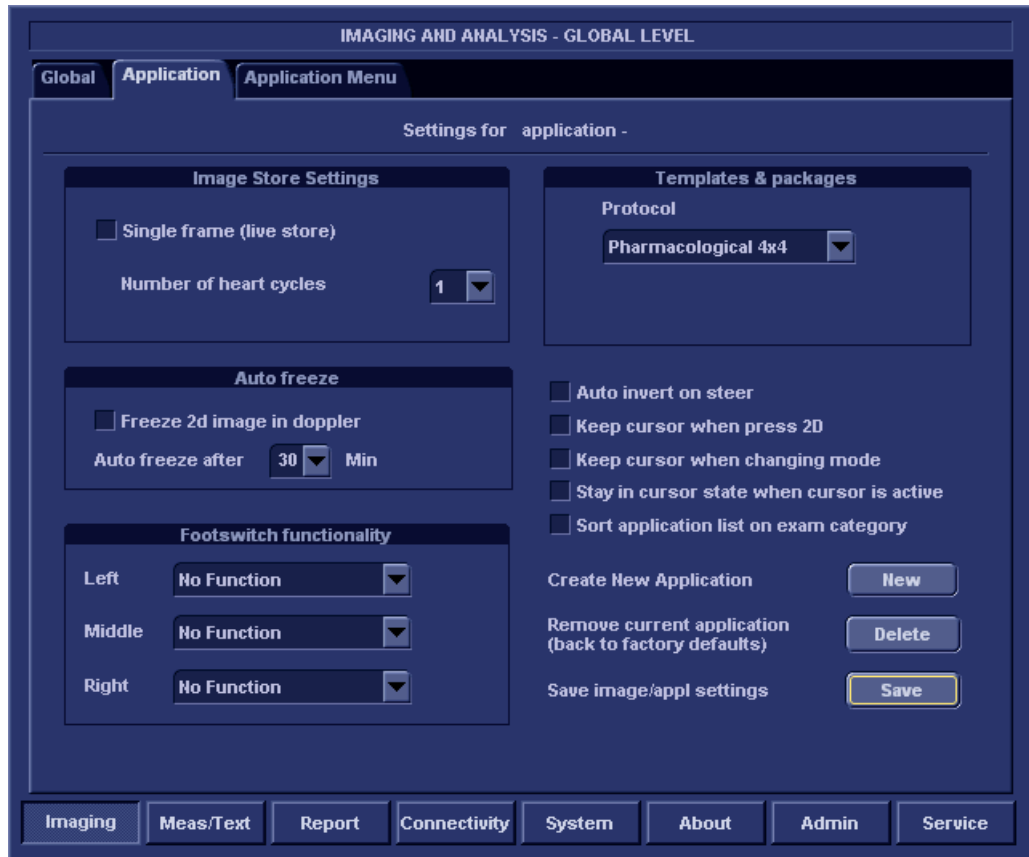 IMAGING AND ANALYSIS - GLOBAL LEVEL
Global
Application
Application Menu
Settings for application -
Image Store Settings
Single frame (live store)
Number of heart cycles
1
Templates & packages
Protocol
Pharmacological 4x4
Auto freeze
Freeze 2d image in doppler
Auto freeze after 30 Min
Auto invert on steer
Keep cursor when press 2D
Keep cursor when changing mode
Stay in cursor state when cursor is active
Sort application list on exam category
Footswitch functionality
Left No Function
Middle No Function
Right No Function
Create New Application New
Remove current application
(back to factory defaults)
Delete
Save image/appl settings Save
Imaging
Meas/Text
Report
Connectivity
System
About
Admin
Service